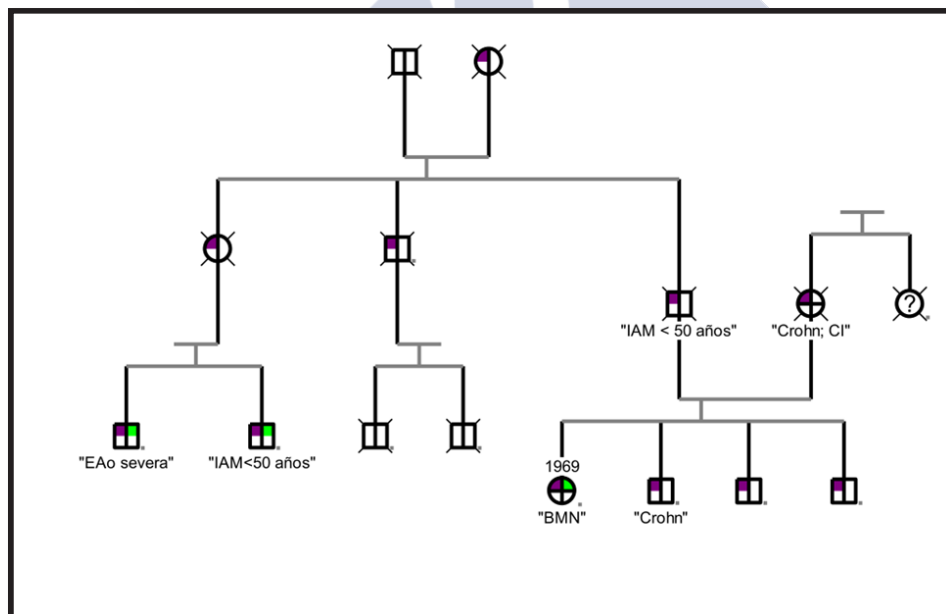 "IAM < 50 años"
"Crohn; CI"
?
"EAo severa"
"IAM<50 años"
1969
"BMN"
"Crohn"